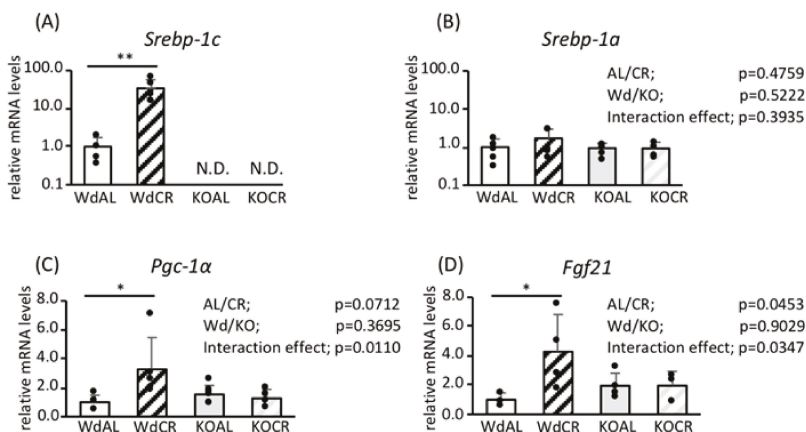 (A)
Srebp-1c
relative mRNA levels
100.0
10.0
1.0
0.1
**
N.D.
N.D.
WdAL
WdCR
KOAL
KOCR
(B)
Srebp-1a
relative mRNA levels
100.0
10.0
1.0
0.1
AL/CR; p=0.4759
Wd/KO; p=0.5222
Interaction effect; p=0.3935
WdAL
WdCR
KOAL
KOCR
(C)
Pgc-1α
relative mRNA levels
8.0
6.0
4.0
2.0
0.0
*
AL/CR; p=0.0712
Wd/KO; p=0.3695
Interaction effect; p=0.0110
WdAL
WdCR
KOAL
KOCR
(D)
Fgf21
relative mRNA levels
8.0
6.0
4.0
2.0
0.0
*
AL/CR; p=0.0453
Wd/KO; p=0.9029
Interaction effect; p=0.0347
WdAL
WdCR
KOAL
KOCR